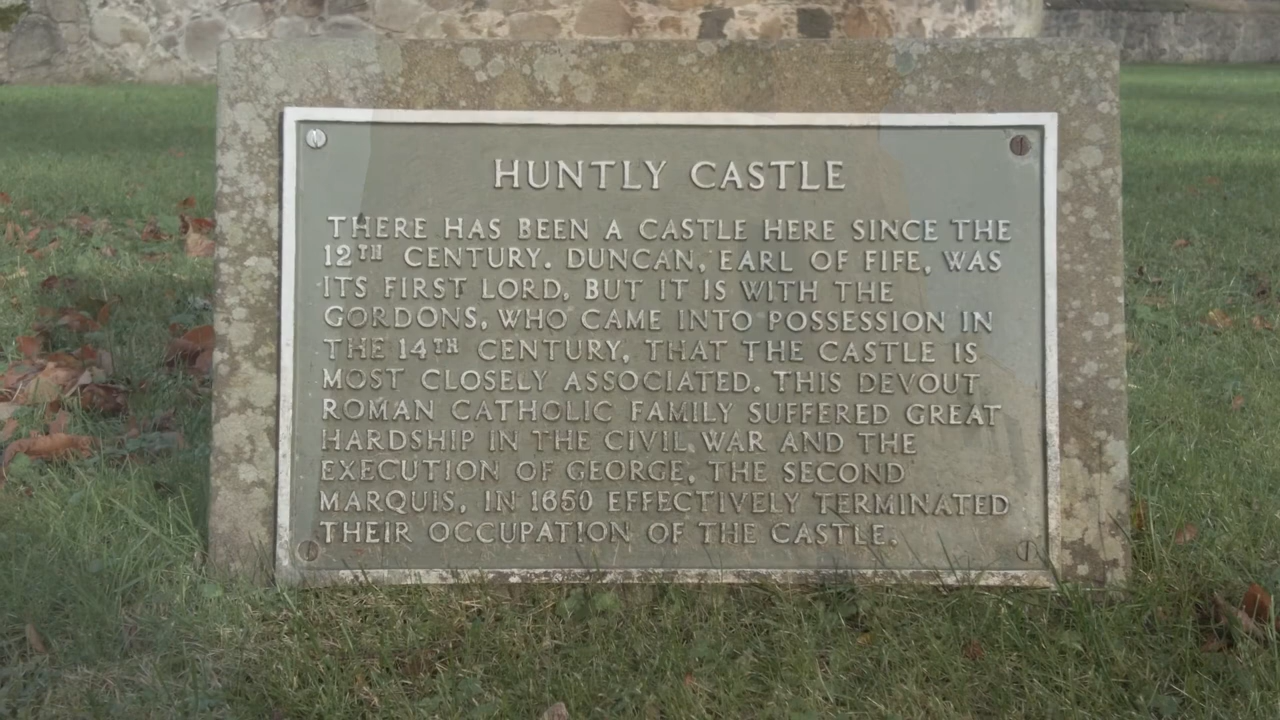 HUNTLY CASTLE
THERE HAS BEEN A CASTLE HERE SINCE THE
12TH CENTURY. DUNCAN, EARL OF FIFE, WAS
ITS FIRST LORD, BUT IT IS WITH THE
GORDONS, WHO CAME INTO POSSESSION IN
THE 14TH CENTURY, THAT THE CASTLE IS
MOST CLOSELY ASSOCIATED. THIS DEVOUT
ROMAN CATHOLIC FAMILY SUFFERED GREAT
HARDSHIP IN THE CIVIL WAR AND THE
EXECUTION OF GEORGE, THE SECOND
MARQUIS, IN 1650 EFFECTIVELY TERMINATED
THEIR OCCUPATION OF THE CASTLE.